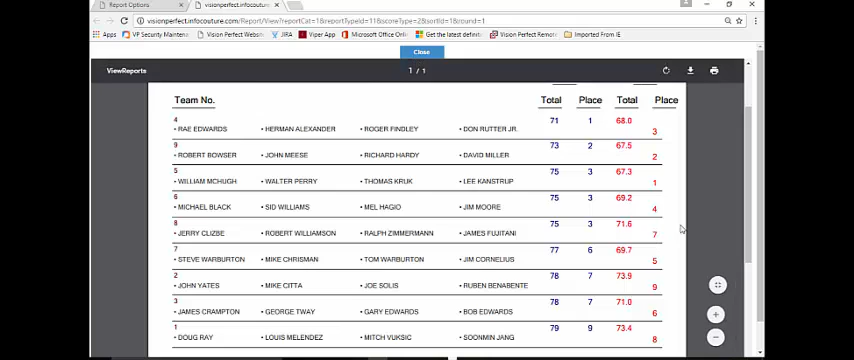 Report Options
visionperfect.infocouture.com
visionperfect.infocouture.com/Report/View?reportCat=1&reportTypeId=11&scoreType=2&sortId=1&round=1
Apps VP Security Maintena Vision Perfect Website JIRA Viper App Microsoft Office Onlin Get the latest definiti Vision Perfect Remote Imported From IE
Close
ViewReports 1 / 1
Team No. Total Place Total Place
4 71 1 68.0
• RAE EDWARDS • HERMAN ALEXANDER • ROGER FINDLEY • DON RUTTER JR. 3
9 73 2 67.5
• ROBERT BOWSER • JOHN MEESE • RICHARD HARDY • DAVID MILLER 2
5 75 3 67.3
• WILLIAM MCHUGH • WALTER PERRY • THOMAS KRUK • LEE KANSTRUP 1
6 75 3 69.2
• MICHAEL BLACK • SID WILLIAMS • MEL HAGIO • JIM MOORE 4
8 75 3 71.6
• JERRY CLIZBE • ROBERT WILLIAMSON • RALPH ZIMMERMANN • JAMES FUJITANI 7
7 77 6 69.7
• STEVE WARBURTON • MIKE CHRISMAN • TOM WARBURTON • JIM CORNELIUS 5
2 78 7 73.9
• JOHN YATES • MIKE CITTA • JOE SOLIS • RUBEN BENABENTE 9
3 78 7 71.0
• JAMES CRAMPTON • GEORGE TWAY • GARY EDWARDS • BOB EDWARDS 6
1 79 9 73.4
• DOUG RAY • LOUIS MELENDEZ • MITCH VUKSIC • SOONMIN JANG 8